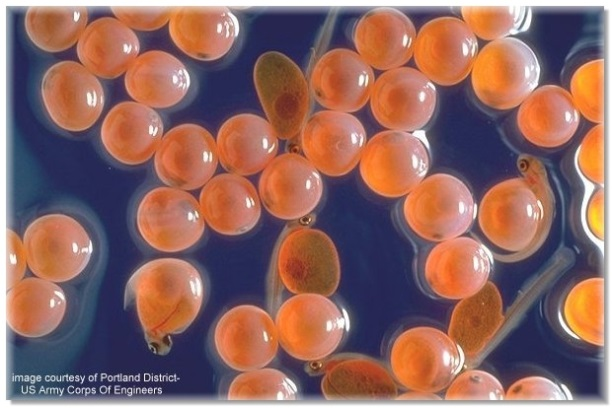 image courtesy of Portland District-
US Army Corps Of Engineers